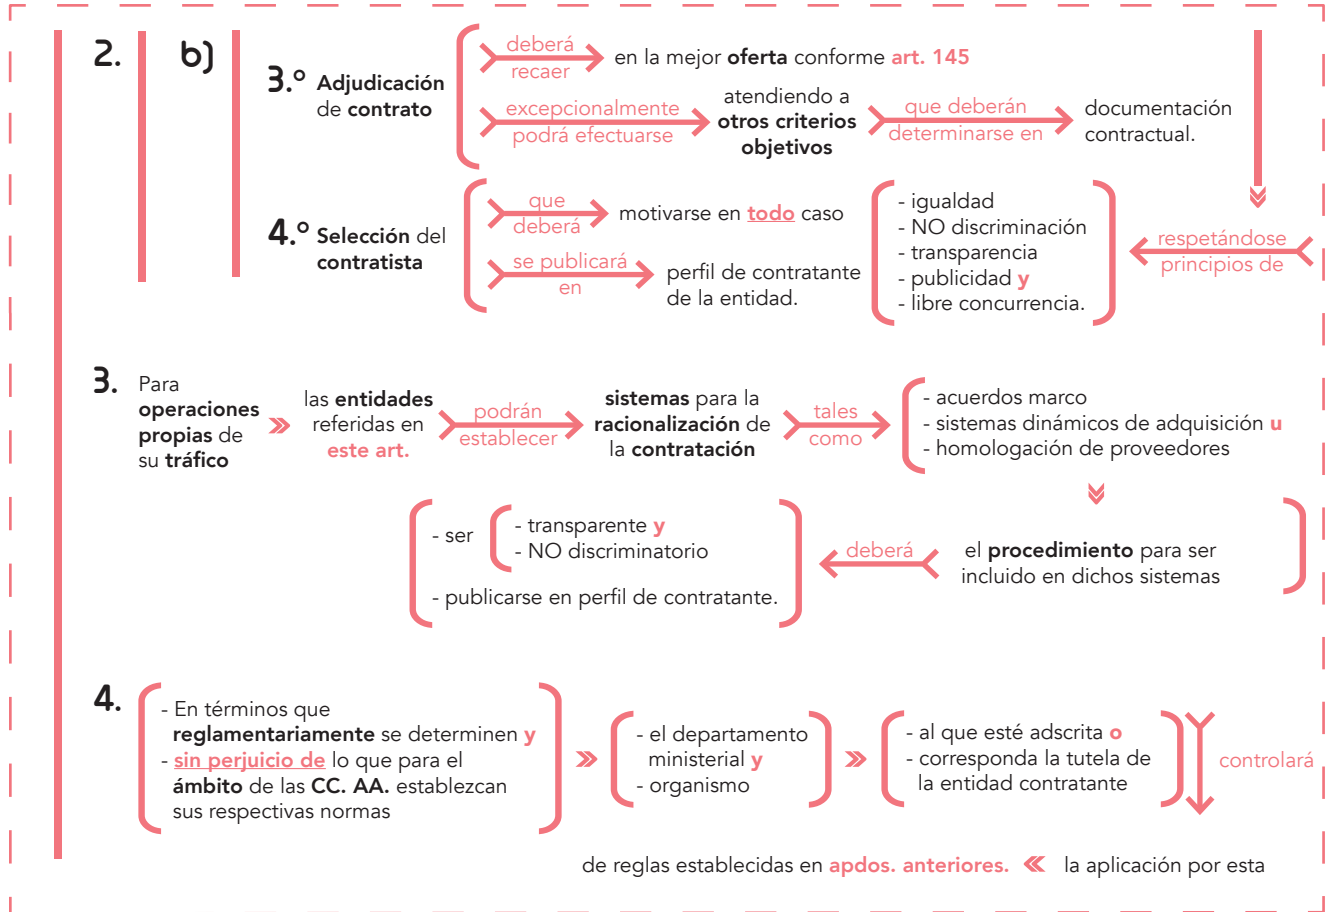 2.
b)
3.º Adjudicación
de contrato
deberá
recaer
en la mejor oferta conforme art. 145
excepcionalmente
podrá efectuarse
atendiendo a
otros criterios
objetivos
que deberán
determinarse en
documentación
contractual.
4.º Selección del
contratista
que
deberá
motivarse en todo caso
se publicará
en
perfil de contratante
de la entidad.
respetándose
principios de
- igualdad
- NO discriminación
- transparencia
- publicidad y
- libre concurrencia.
3. Para
operaciones
propias de
su tráfico
las entidades
referidas en
este art.
podrán
establecer
sistemas para la
racionalización de
la contratación
tales
como
- acuerdos marco
- sistemas dinámicos de adquisición u
- homologación de proveedores
el procedimiento para ser
incluido en dichos sistemas
deberá
- ser
- transparente y
- NO discriminatorio
- publicarse en perfil de contratante.
4.
- En términos que
reglamentariamente se determinen y
- sin perjuicio de lo que para el
ámbito de las CC. AA. establezcan
sus respectivas normas
- el departamento
ministerial y
- organismo
- al que esté adscrita o
- corresponda la tutela de
la entidad contratante
controlará
la aplicación por esta
de reglas establecidas en apdos. anteriores.